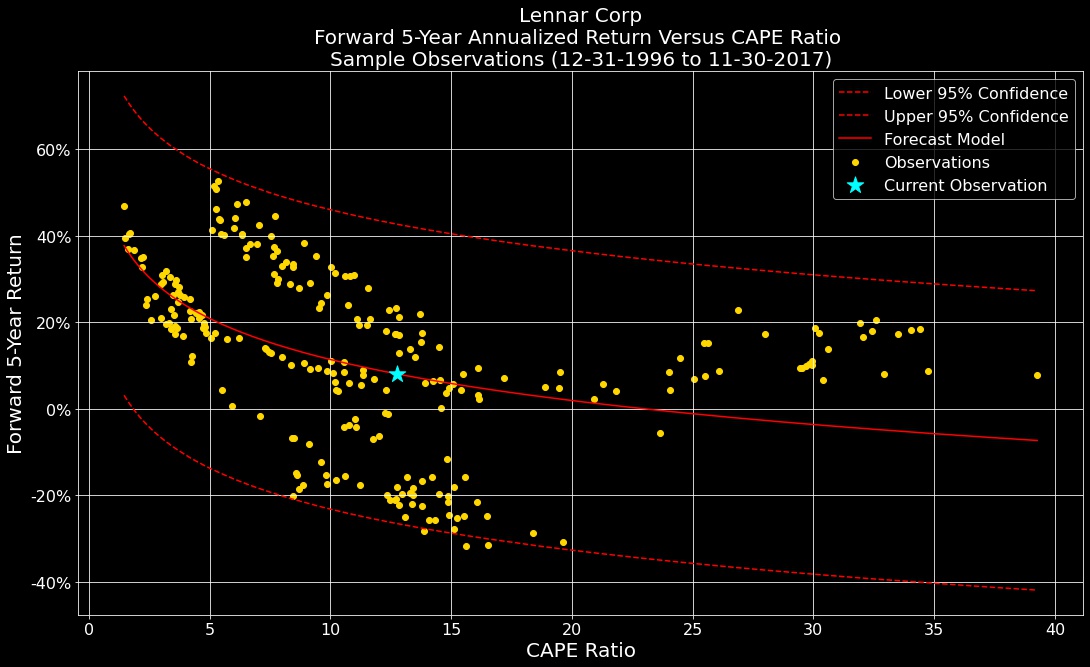 Lennar Corp
Forward 5-Year Annualized Return Versus CAPE Ratio
Sample Observations (12-31-1996 to 11-30-2017)
Lower 95% Confidence
Upper 95% Confidence
Forecast Model
Observations
Current Observation
Forward 5-Year Return
60%
40%
20%
0%
-20%
-40%
0 5 10 15 20 25 30 35 40
CAPE Ratio